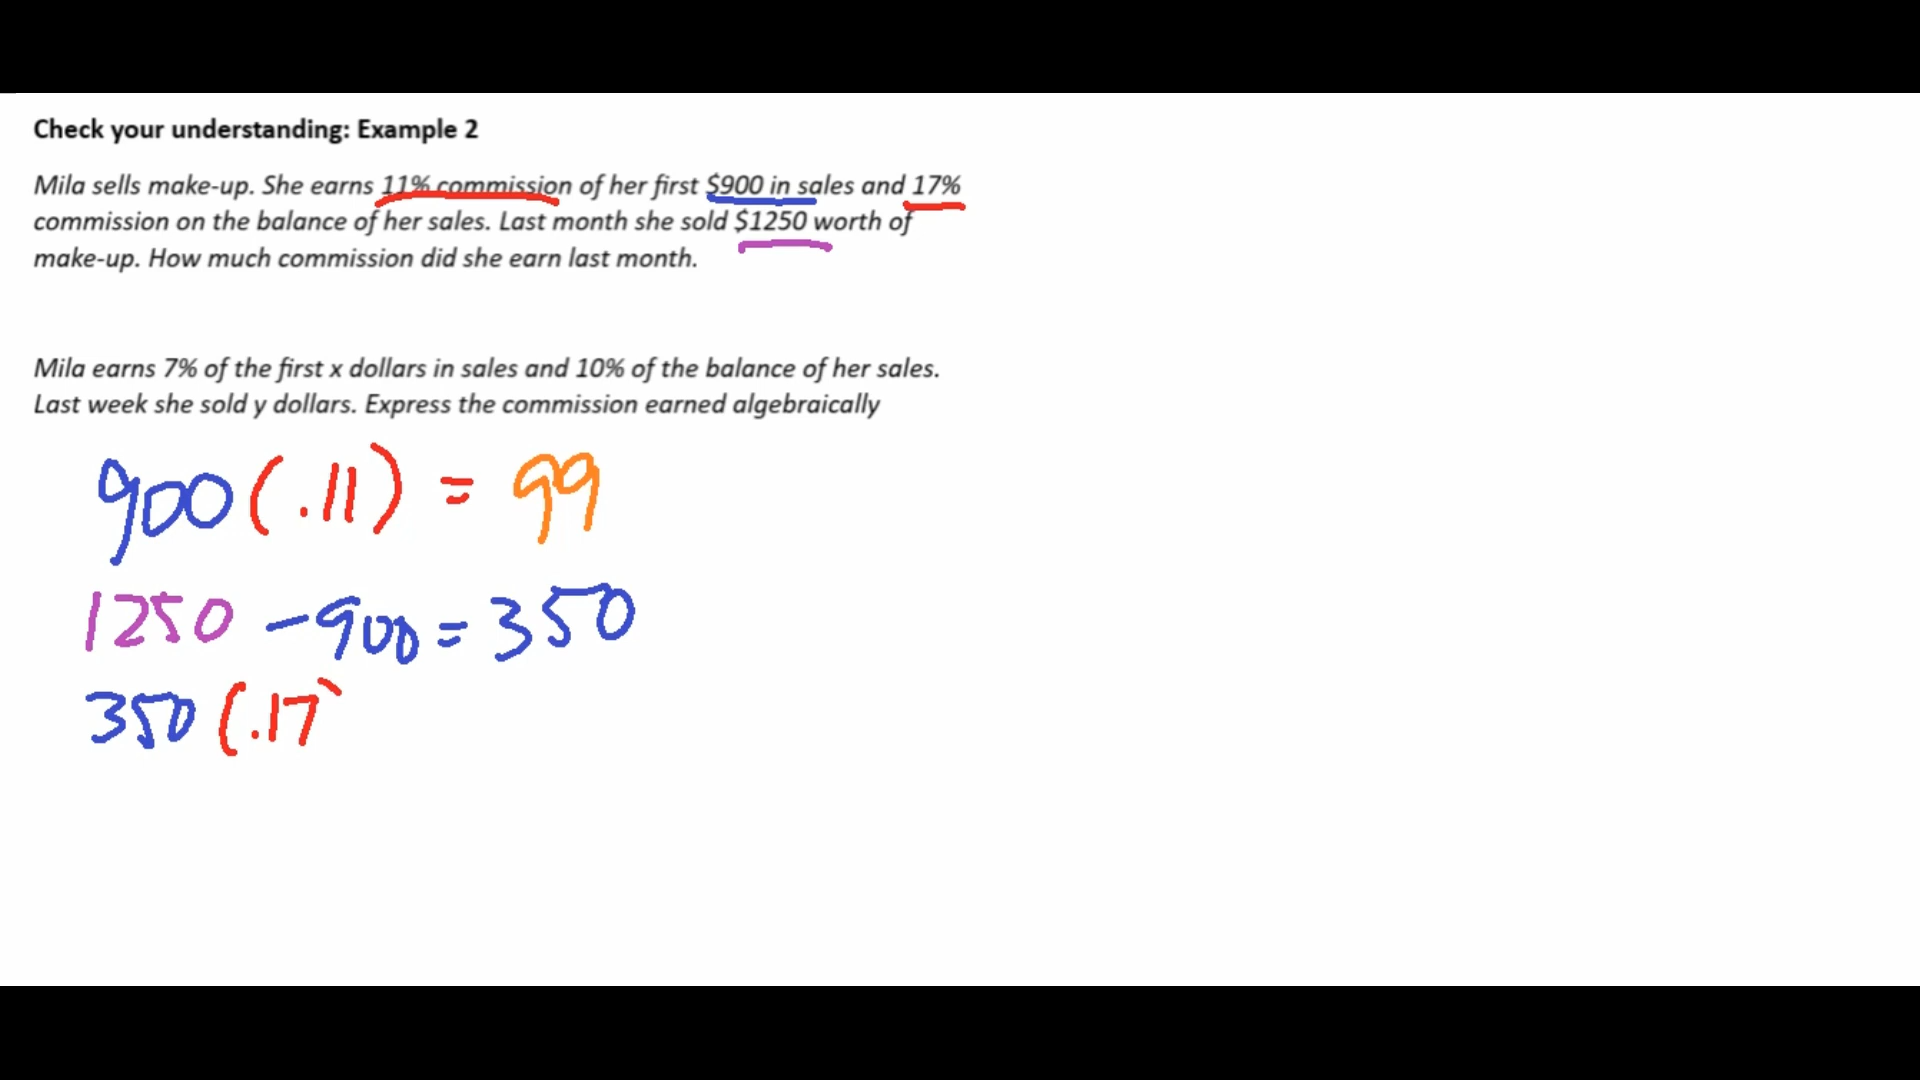 Check your understanding: Example 2
Mila sells make-up. She earns 11% commission of her first $900 in sales and 17%
commission on the balance of her sales. Last month she sold $1250 worth of
make-up. How much commission did she earn last month.
Mila earns 7% of the first x dollars in sales and 10% of the balance of her sales.
Last week she sold y dollars. Express the commission earned algebraically
900(.11) = 99
1250 - 900 = 350
350 (.17)